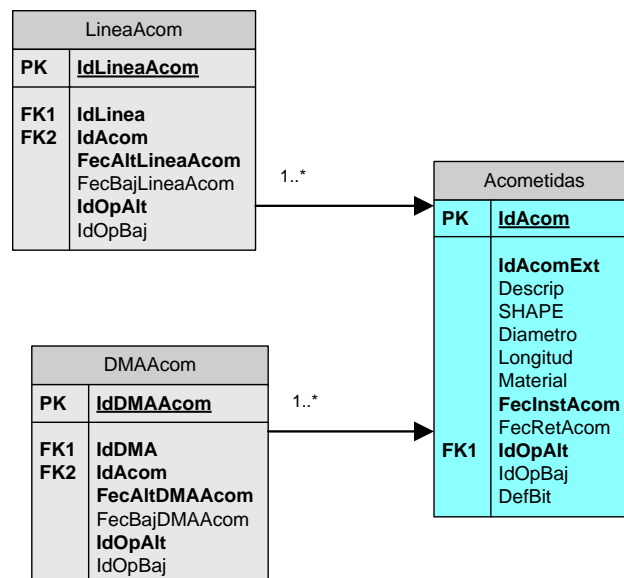 LineaAcom
PK IdLineaAcom
FK1 IdLinea
FK2 IdAcom
FecAltLineaAcom
FecBajLineaAcom
IdOpAlt
IdOpBaj
1..*
Acometidas
PK IdAcom
IdAcomExt
Descrip
SHAPE
Diametro
Longitud
Material
FecInstAcom
FecRetAcom
FK1 IdOpAlt
IdOpBaj
DefBit
DMAAcom
PK IdDMAAcom
FK1 IdDMA
FK2 IdAcom
FecAltDMAAcom
FecBajDMAAcom
IdOpAlt
IdOpBaj
1..*